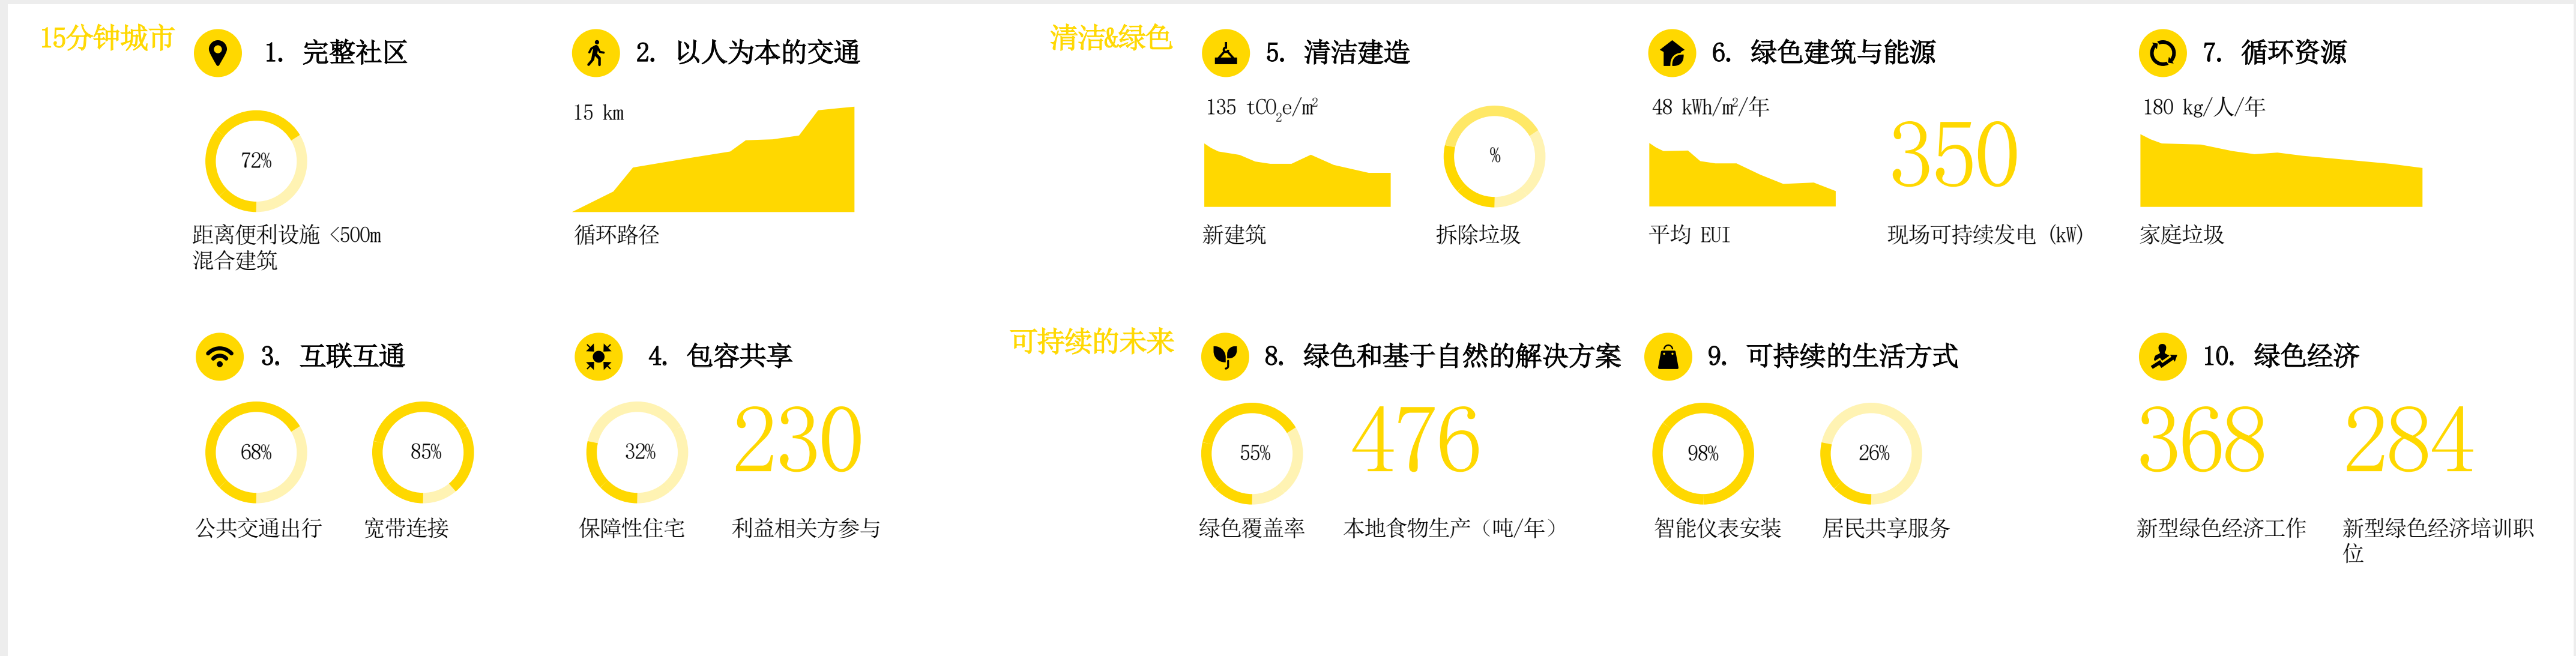 15分钟城市
1. 完整社区
72%
距离便利设施 <500m
混合建筑
2. 以人为本的交通
15 km
循环路径
3. 互联互通
68%
公共交通出行
85%
宽带连接
4. 包容共享
32%
保障性住宅
230
利益相关方参与
清洁&绿色
5. 清洁建造
135 tCO₂e/m²
新建筑
%
拆除垃圾
6. 绿色建筑与能源
48 kWh/m²/年
平均 EUI
350
现场可持续发电 (kW)
7. 循环资源
180 kg/人/年
家庭垃圾
可持续的未来
8. 绿色和基于自然的解决方案
55%
绿色覆盖率
476
本地食物生产（吨/年）
9. 可持续的生活方式
98%
智能仪表安装
26%
居民共享服务
10. 绿色经济
368
新型绿色经济工作
284
新型绿色经济培训职
位